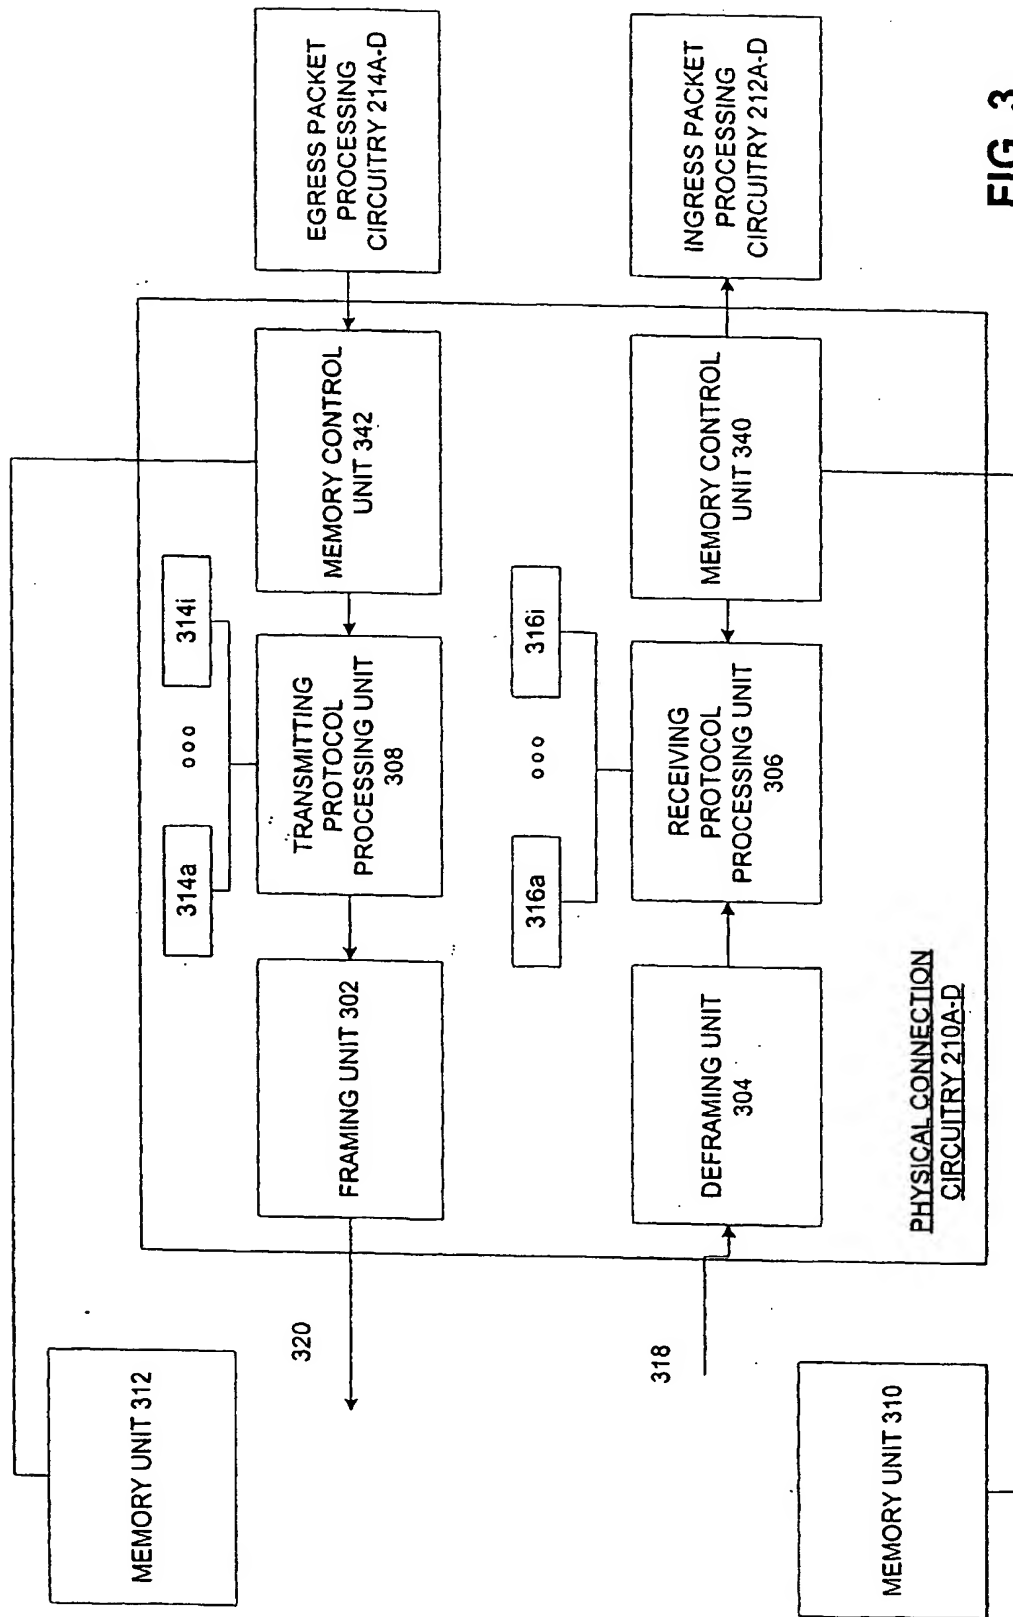 MEMORY UNIT 312
320
FRAMING UNIT 302
314a
ooo
314i
TRANSMITTING
PROTOCOL
PROCESSING UNIT
308
MEMORY CONTROL
UNIT 342
EGRESS PACKET
PROCESSING
CIRCUITRY 214A-D
318
DEFRAMING UNIT
304
316a
ooo
316i
RECEIVING
PROTOCOL
PROCESSING UNIT
306
MEMORY CONTROL
UNIT 340
INGRESS PACKET
PROCESSING
CIRCUITRY 212A-D
MEMORY UNIT 310
PHYSICAL CONNECTION
CIRCUITRY 210A-D
FIG. 3